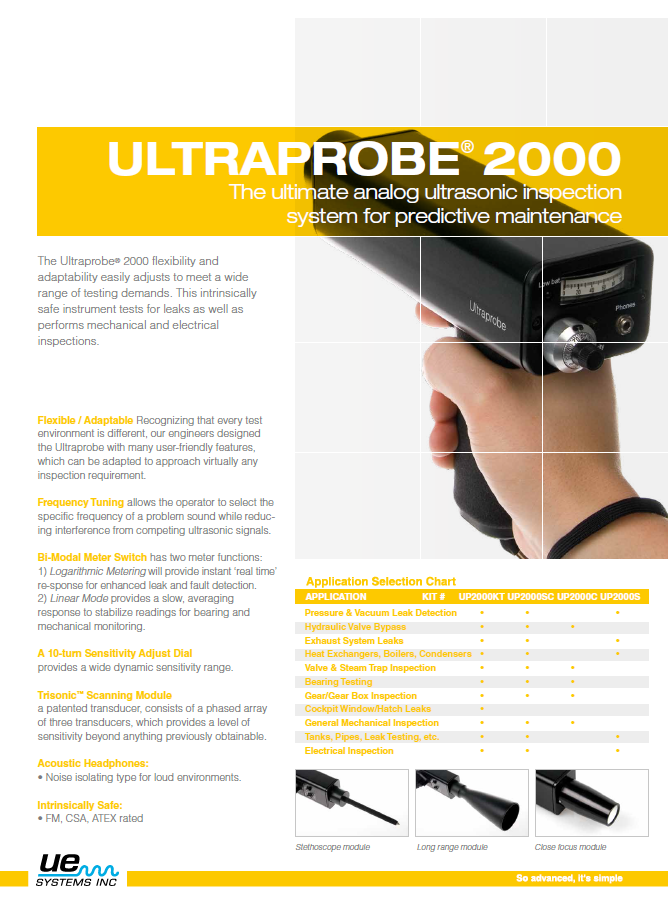 ULTRAPROBE® 2000
The ultimate analog ultrasonic inspection
system for predictive maintenance
The Ultraprobe® 2000 flexibility and
adaptability easily adjusts to meet a wide
range of testing demands. This intrinsically
safe instrument tests for leaks as well as
performs mechanical and electrical
inspections.
Low bat
0 20 40 60
Phones
Ultraprobe
Flexible / Adaptable Recognizing that every test
environment is different, our engineers designed
the Ultraprobe with many user-friendly features,
which can be adapted to approach virtually any
inspection requirement.
Frequency Tuning allows the operator to select the
specific frequency of a problem sound while reduc-
ing interference from competing ultrasonic signals.
Bi-Modal Meter Switch has two meter functions:
1) Logarithmic Metering will provide instant ‘real time’
re-sponse for enhanced leak and fault detection.
2) Linear Mode provides a slow, averaging
response to stabilize readings for bearing and
mechanical monitoring.
A 10-turn Sensitivity Adjust Dial
provides a wide dynamic sensitivity range.
Trisonic™ Scanning Module
a patented transducer, consists of a phased array
of three transducers, which provides a level of
sensitivity beyond anything previously obtainable.
Acoustic Headphones:
• Noise isolating type for loud environments.
Intrinsically Safe:
• FM, CSA, ATEX rated
Application Selection Chart
APPLICATION KIT # UP2000KT UP2000SC UP2000C UP2000S
Pressure & Vacuum Leak Detection • • •
Hydraulic Valve Bypass • • •
Exhaust System Leaks • • •
Heat Exchangers, Boilers, Condensers • • •
Valve & Steam Trap Inspection • • •
Bearing Testing • • •
Gear/Gear Box Inspection • • •
Cockpit Window/Hatch Leaks •
General Mechanical Inspection • • •
Tanks, Pipes, Leak Testing, etc. • • •
Electrical Inspection • • •
Stethoscope module
Long range module
Close focus module
ue
SYSTEMS INC
So advanced, it's simple